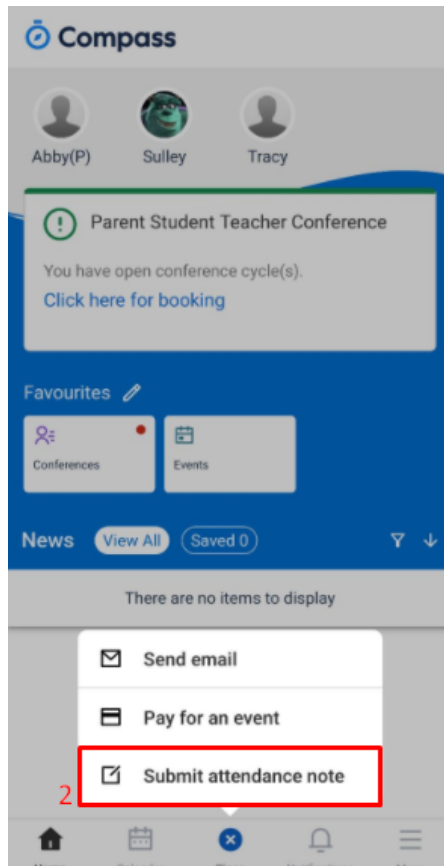 Compass
Abby(P) Sulley Tracy
Parent Student Teacher Conference
You have open conference cycle(s).
Click here for booking
Favourites
Conferences Events
News View All Saved 0
There are no items to display
Send email
Pay for an event
Submit attendance note
2